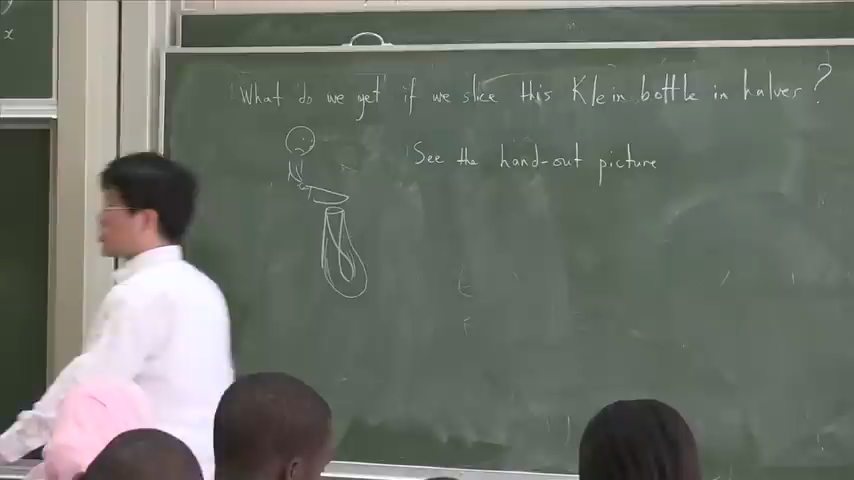 x
What do we get if we slice this Klein bottle in halves?
See the hand-out picture